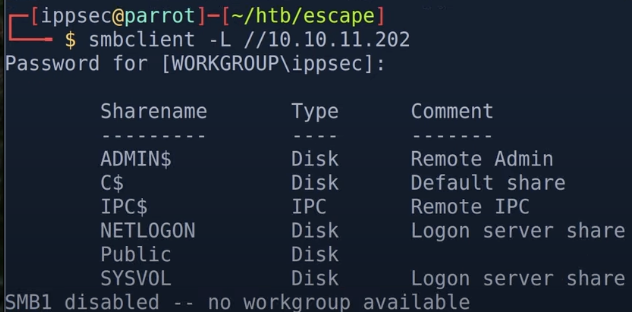 ┌─[ippsec@parrot]─[~/htb/escape]
└──╼ $ smbclient -L //10.10.11.202
Password for [WORKGROUP\ippsec]:
Sharename Type Comment
--------- ---- -------
ADMIN$ Disk Remote Admin
C$ Disk Default share
IPC$ IPC Remote IPC
NETLOGON Disk Logon server share
Public Disk
SYSVOL Disk Logon server share
SMB1 disabled -- no workgroup available